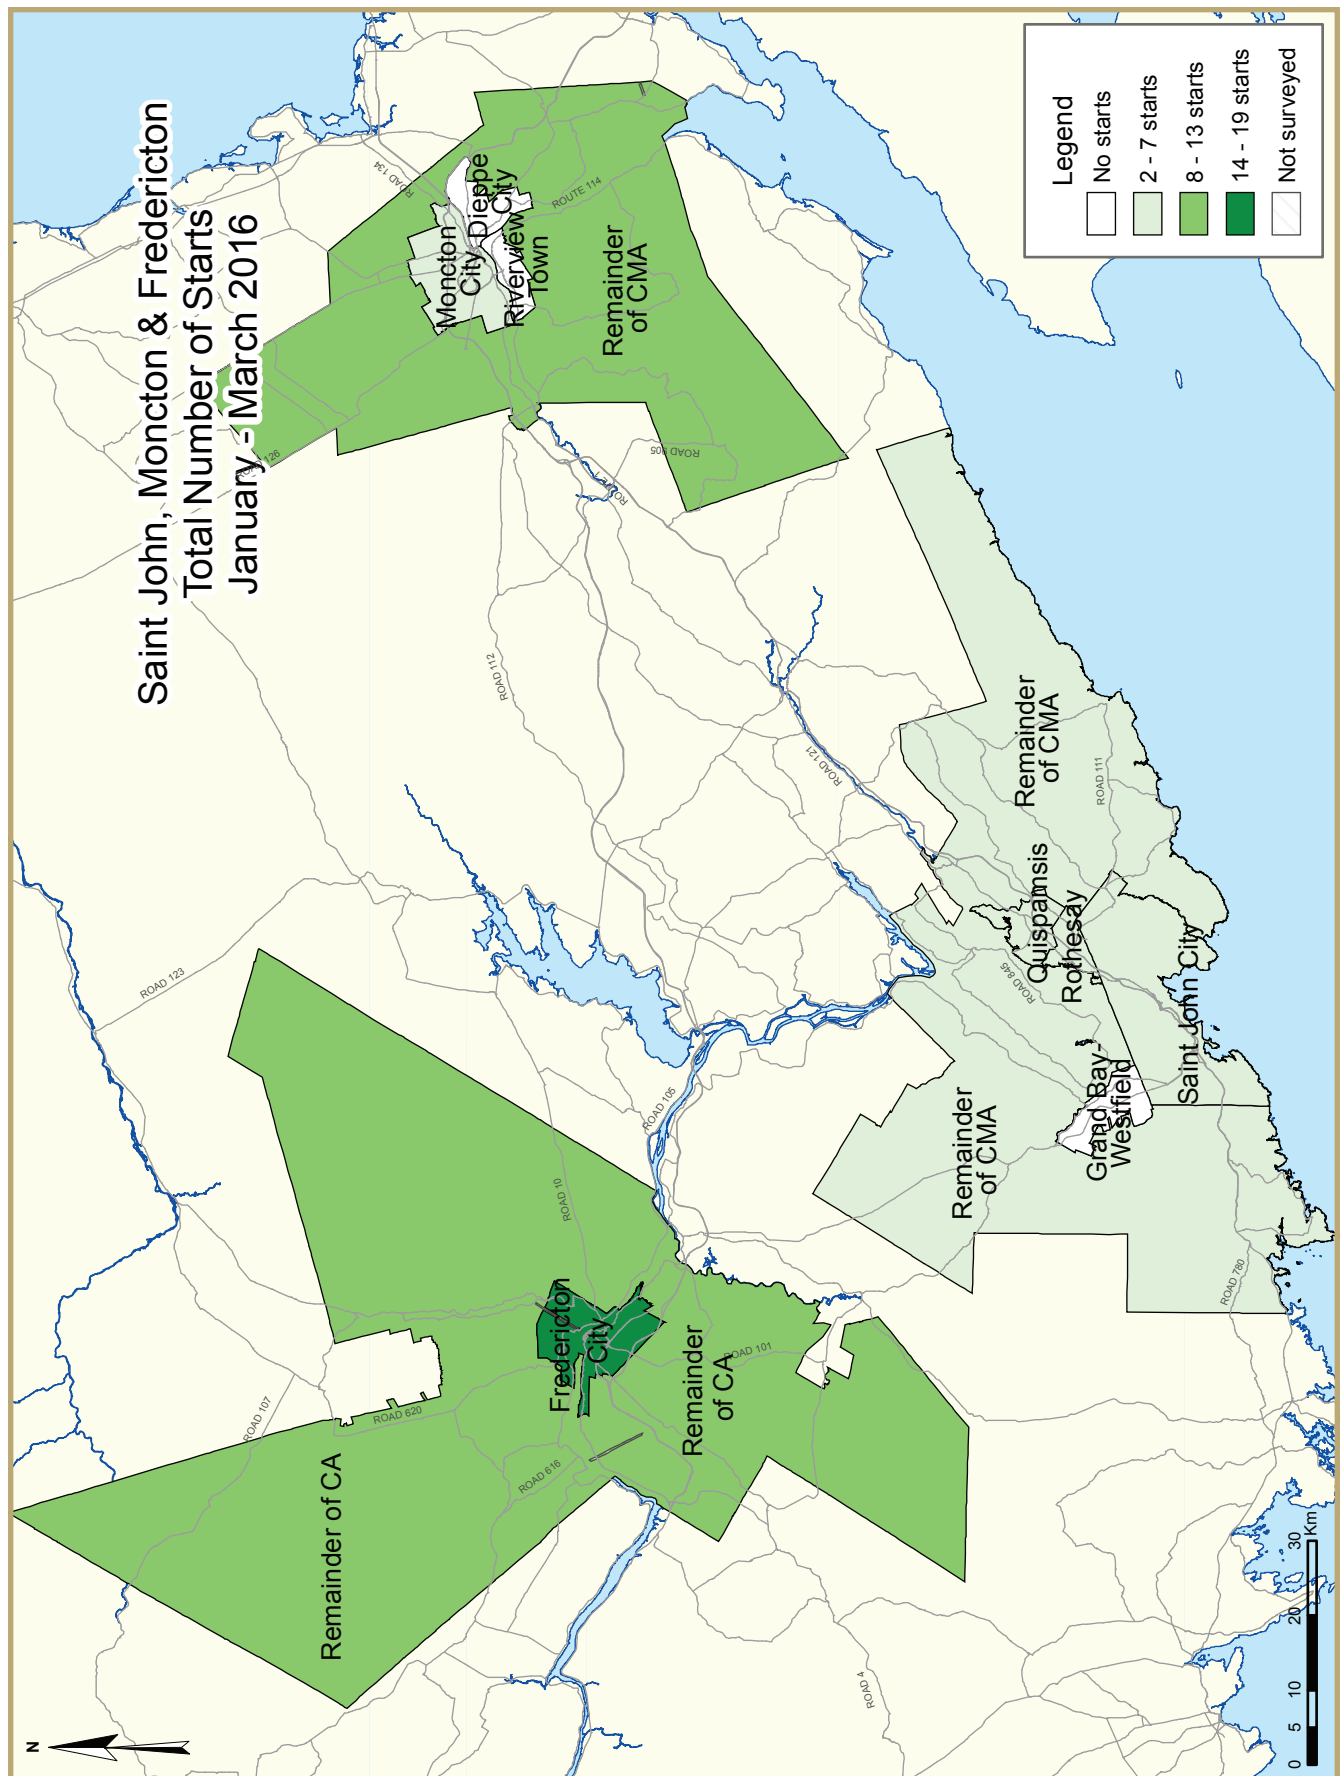 Saint John, Moncton & Fredericton
Total Number of Starts
January - March 2016
N
Remainder of CA
ROAD 107
ROAD 620
ROAD 616
ROAD 123
Fredericton
City
Remainder
of CA
ROAD 101
ROAD 10
ROAD 105
ROAD 4
ROAD 112
ROAD 126
ROAD 134
Moncton
City
Dieppe
City
Riverview
Town
ROUTE 114
Remainder
of CMA
ROAD 905
ROUTE 1
ROAD 121
Remainder
of CMA
ROAD 111
Quispamsis
Rothesay
ROAD 845
Saint John City
Grand Bay-
Westfield
Remainder
of CMA
ROAD 780
Legend
No starts
2 - 7 starts
8 - 13 starts
14 - 19 starts
Not surveyed
0 5 10 20 30
Km